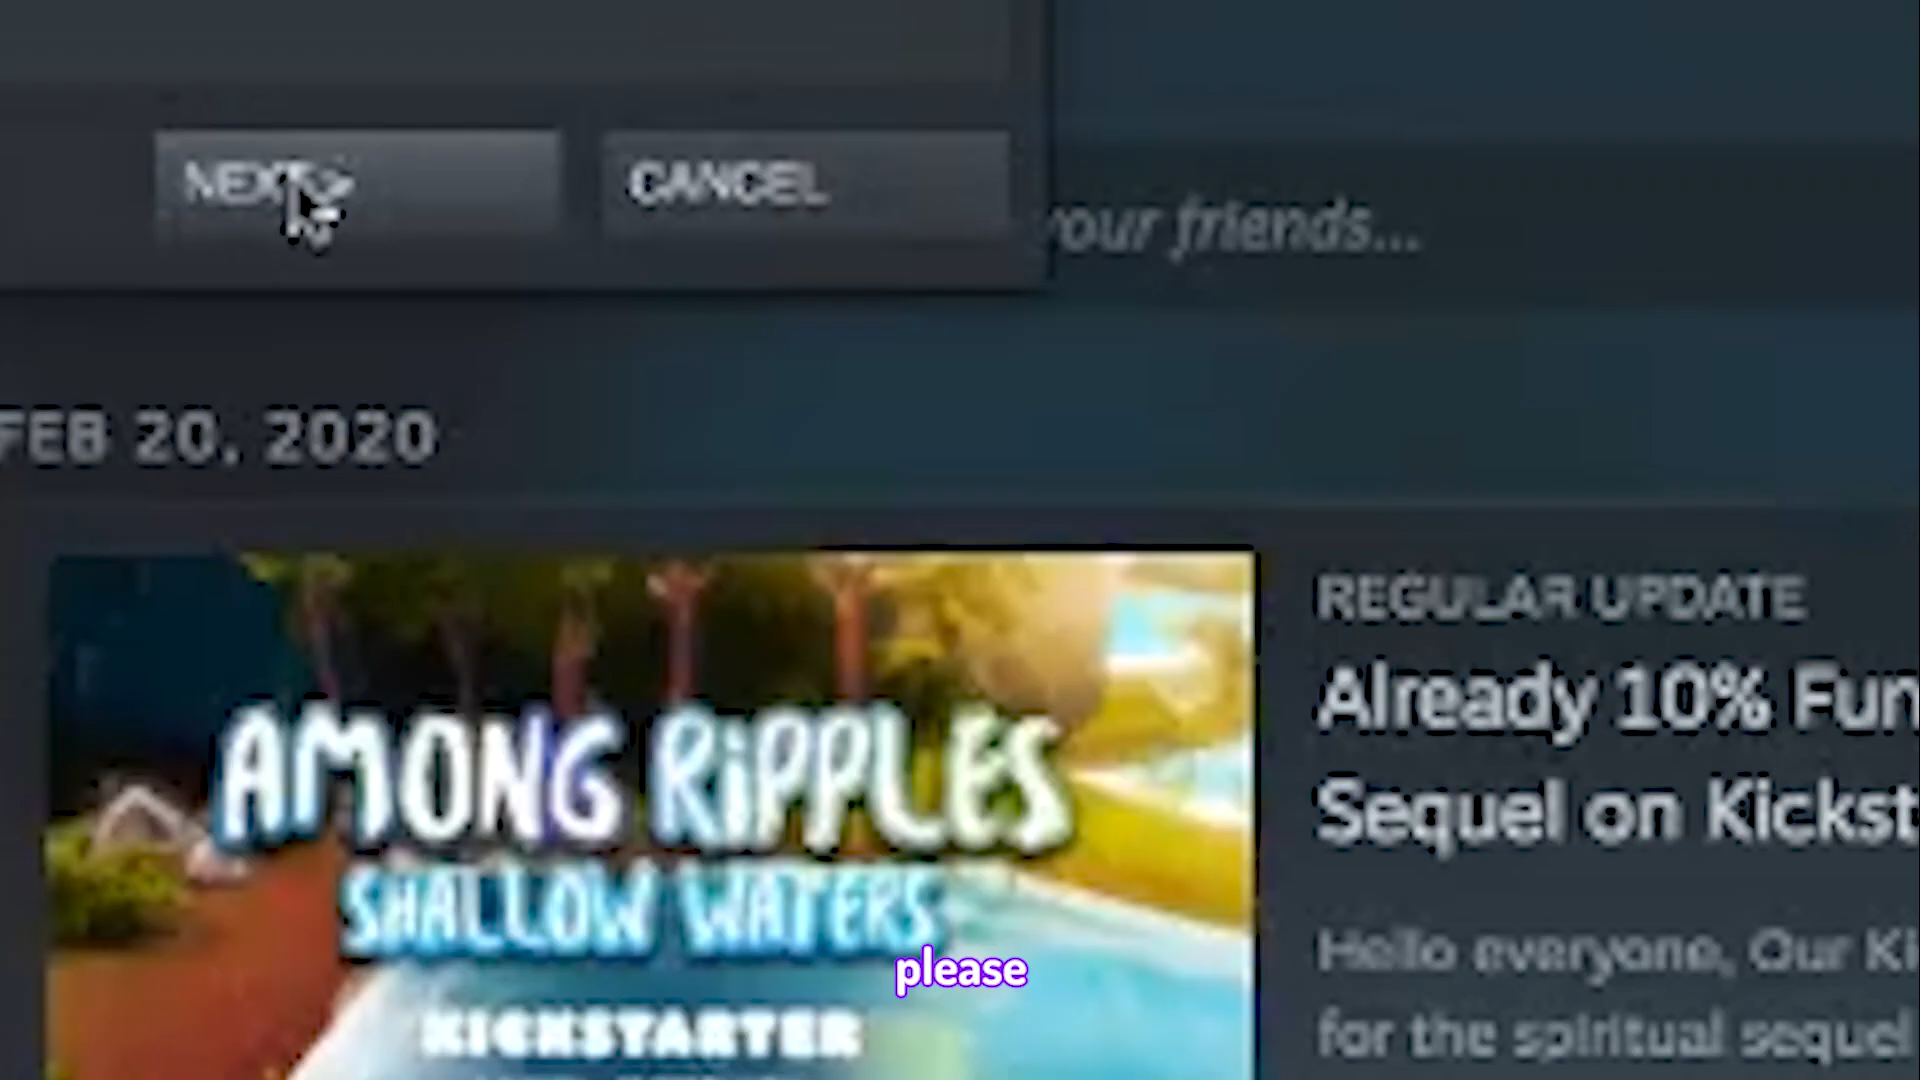 NEXT >
CANCEL
your friends...
FEB 20, 2020
REGULAR UPDATE
Already 10% Fun
Sequel on Kickst
Hello everyone, Our Ki
for the spiritual sequel
AMONG RiPPLES
SHALLOW WATERS
KICKSTARTER
please